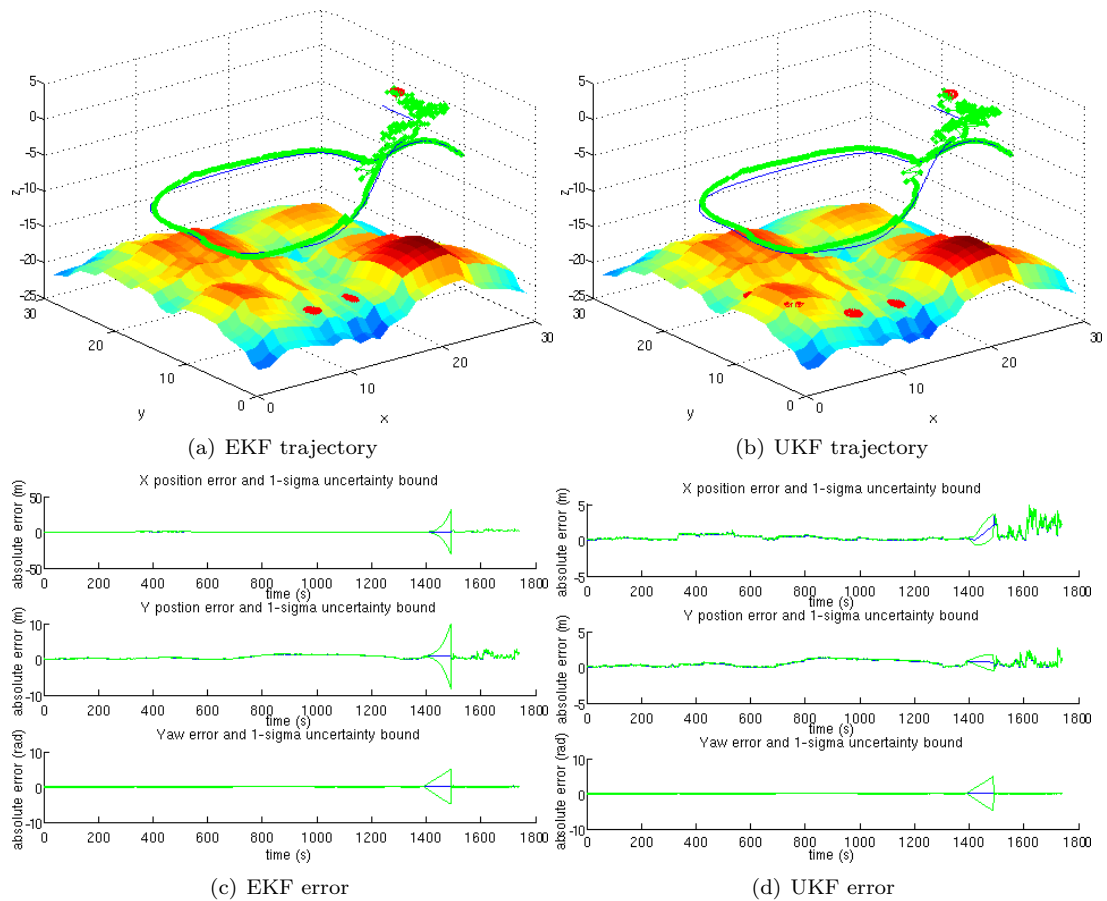 5
0
-5
-10
-15
-20
-25
z
30
20
10
0
y
0
10
20
30
x
(a) EKF trajectory
5
0
-5
-10
-15
-20
-25
z
30
20
10
0
y
0
10
20
30
x
(b) UKF trajectory
X position error and 1-sigma uncertainty bound
absolute error (m)
50
0
-50
0 200 400 600 800 1000 1200 1400 1600 1800
time (s)
Y postion error and 1-sigma uncertainty bound
absolute error (m)
10
0
-10
0 200 400 600 800 1000 1200 1400 1600 1800
time (s)
Yaw error and 1-sigma uncertainty bound
absolute error (rad)
10
0
-10
0 200 400 600 800 1000 1200 1400 1600 1800
time (s)
(c) EKF error
X position error and 1-sigma uncertainty bound
absolute error (m)
5
0
-5
0 200 400 600 800 1000 1200 1400 1600 1800
time (s)
Y postion error and 1-sigma uncertainty bound
absolute error (m)
5
0
-5
0 200 400 600 800 1000 1200 1400 1600 1800
time (s)
Yaw error and 1-sigma uncertainty bound
absolute error (rad)
10
0
-10
0 200 400 600 800 1000 1200 1400 1600 1800
time (s)
(d) UKF error